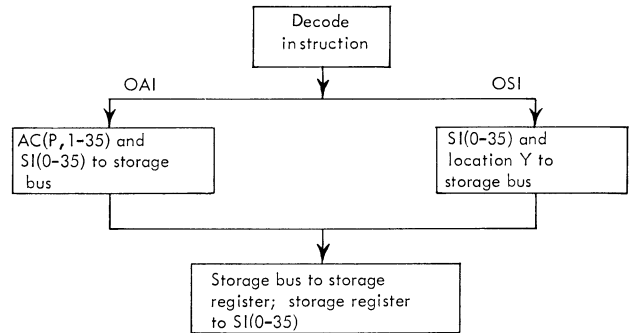 Decode
instruction
OAI
OSI
AC(P,1-35) and
SI(0-35) to storage
bus
SI(0-35) and
location Y to
storage bus
Storage bus to storage
register; storage register
to SI(0-35)